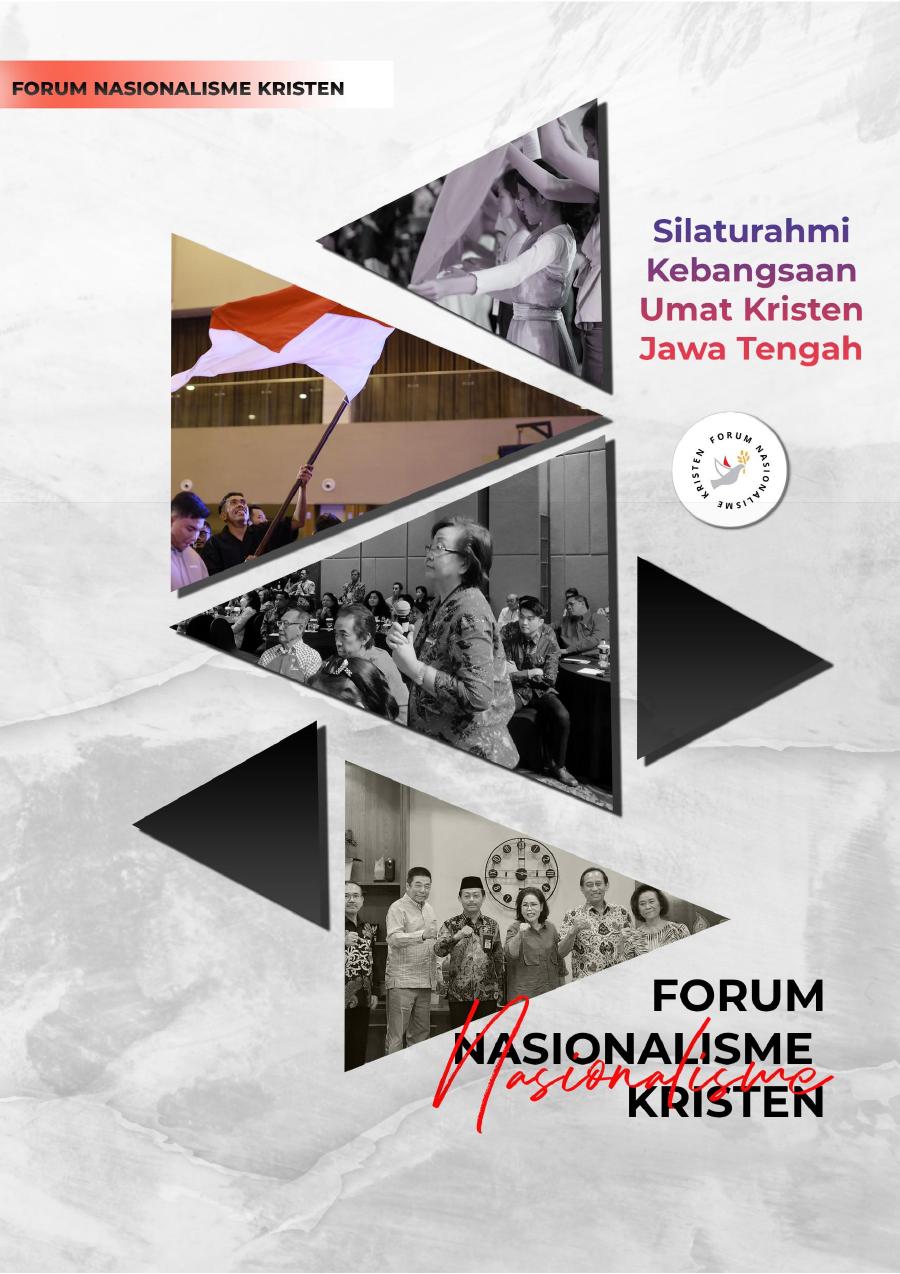 FORUM NASIONALISME KRISTEN
Silaturahmi
Kebangsaan
Umat Kristen
Jawa Tengah
FORUM NASIONALISME KRISTEN
FORUM
NASIONALISME
Nasionalisme
KRISTEN